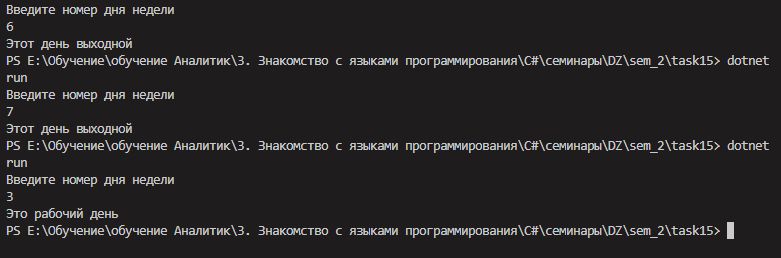 Введите номер дня недели
6
Этот день выходной
PS E:\Обучение\обучение Аналитик\3. Знакомство с языками программирования\C#\семинары\DZ\sem_2\task15> dotnet
run
Введите номер дня недели
7
Этот день выходной
PS E:\Обучение\обучение Аналитик\3. Знакомство с языками программирования\C#\семинары\DZ\sem_2\task15> dotnet
run
Введите номер дня недели
3
Это рабочий день
PS E:\Обучение\обучение Аналитик\3. Знакомство с языками программирования\C#\семинары\DZ\sem_2\task15>